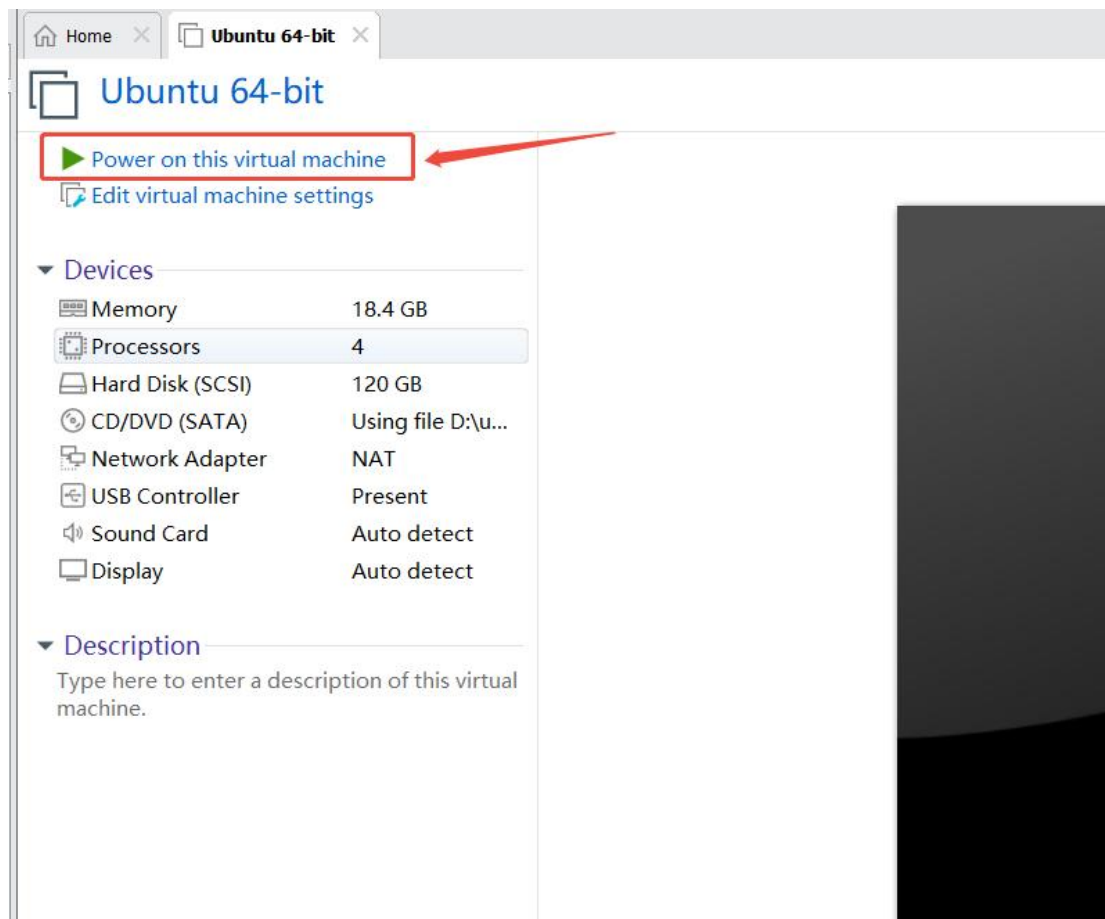 Home
Ubuntu 64-bit
Ubuntu 64-bit
Power on this virtual machine
Edit virtual machine settings
Devices
Memory 18.4 GB
Processors 4
Hard Disk (SCSI) 120 GB
CD/DVD (SATA) Using file D:\u...
Network Adapter NAT
USB Controller Present
Sound Card Auto detect
Display Auto detect
Description
Type here to enter a description of this virtual
machine.